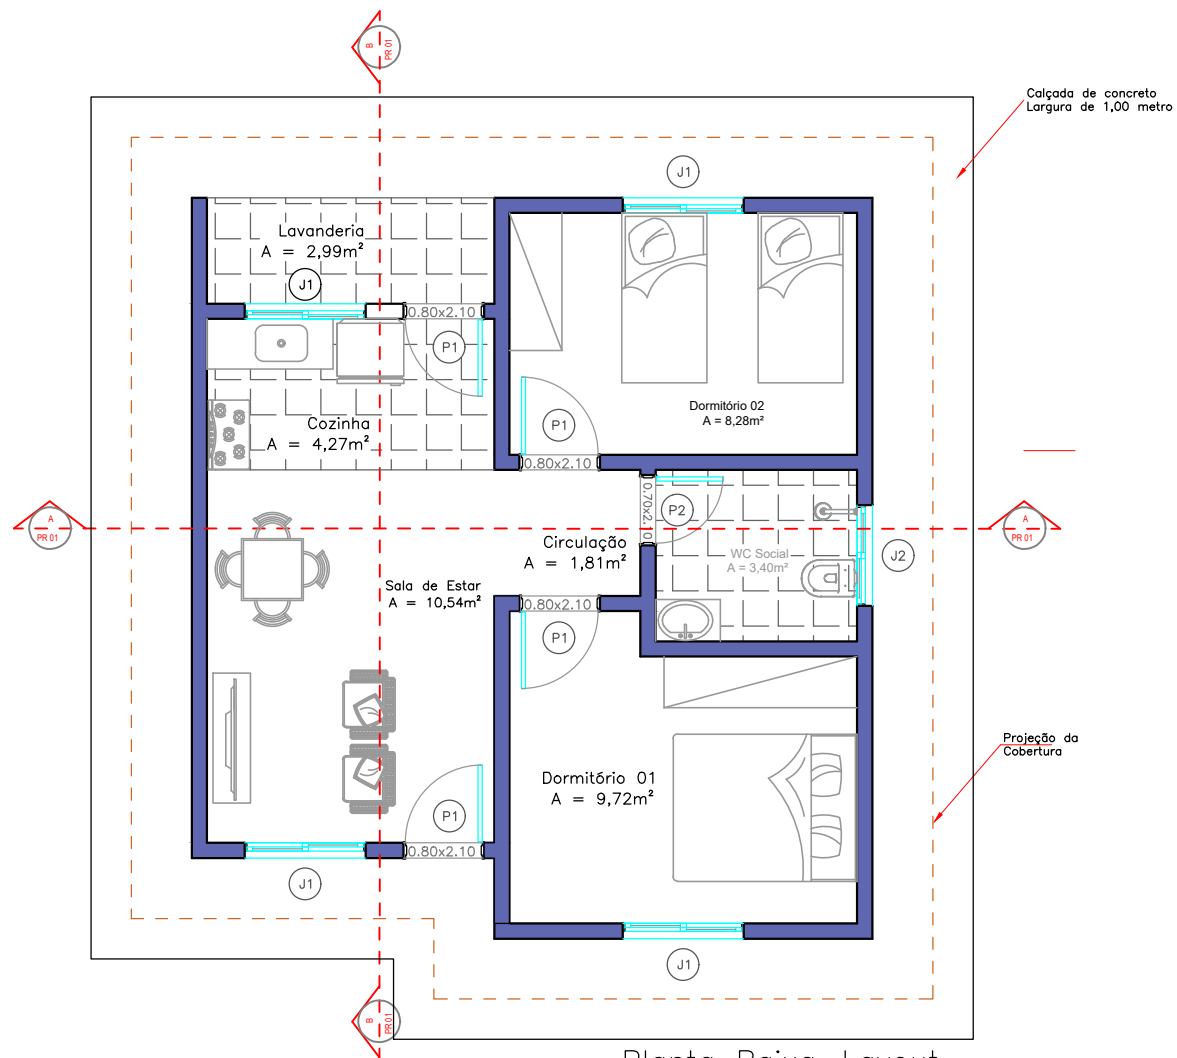 B
PR 01
Calçada de concreto
Largura de 1,00 metro
J1
Lavanderia
A = 2,99m²
J1
0.80x2.10
P1
Cozinha
A = 4,27m²
Dormitório 02
A = 8,28m²
P1
0.80x2.10
A
PR 01
0.70x2.10
P2
A
PR 01
Circulação
A = 1,81m²
WC Social
A = 3,40m²
J2
Sala de Estar
A = 10,54m²
0.80x2.10
P1
Projeção da
Cobertura
Dormitório 01
A = 9,72m²
P1
0.80x2.10
J1
J1
B
PR 01
Planta Baixa Layout